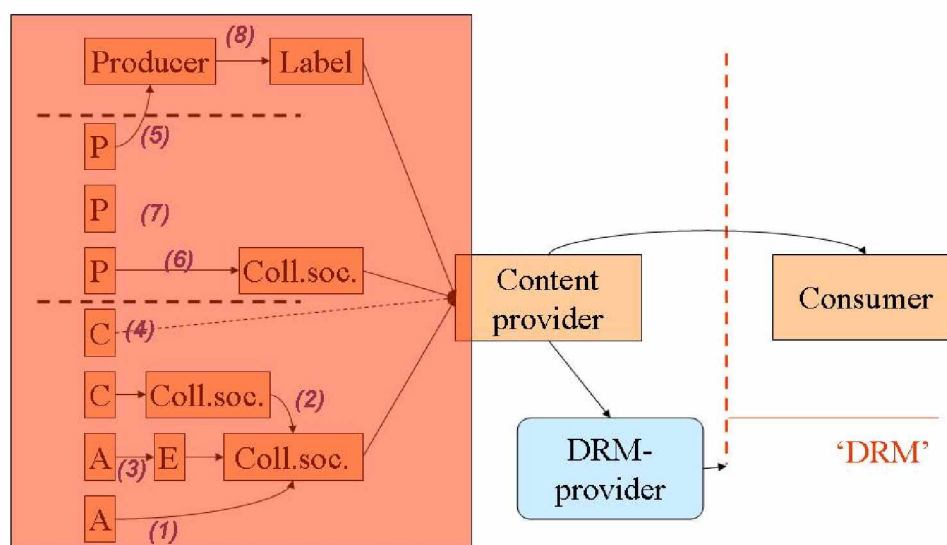 (8)
Producer
Label
P
(5)
P
(7)
P
(6)
Coll.soc.
Content
provider
Consumer
C
(4)
C
Coll.soc.
(2)
A
(3)
E
Coll.soc.
DRM-
provider
'DRM'
A
(1)